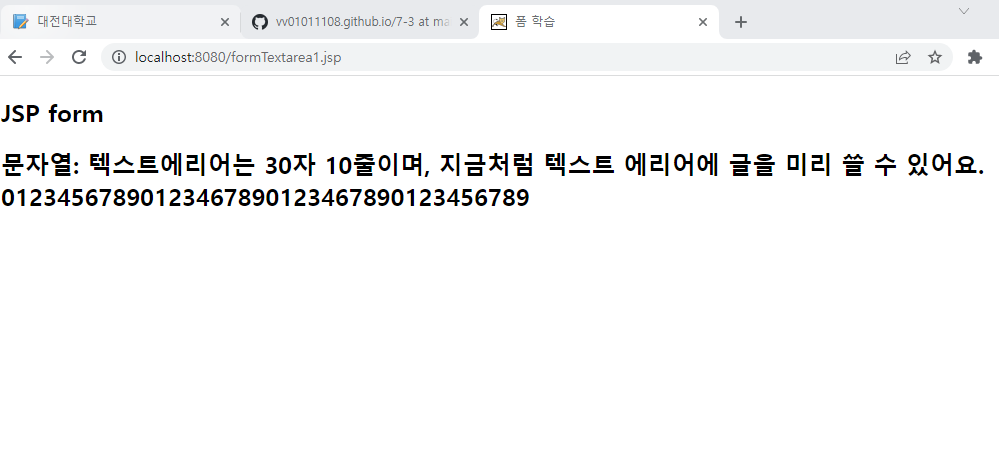 대전대학교
vv01011108.github.io/7-3 at ma
폼 학습
localhost:8080/formTextarea1.jsp
JSP form
문자열: 텍스트에리어는 30자 10줄이며, 지금처럼 텍스트 에리어에 글을 미리 쓸 수 있어요.
01234567890123467890123467890123456789